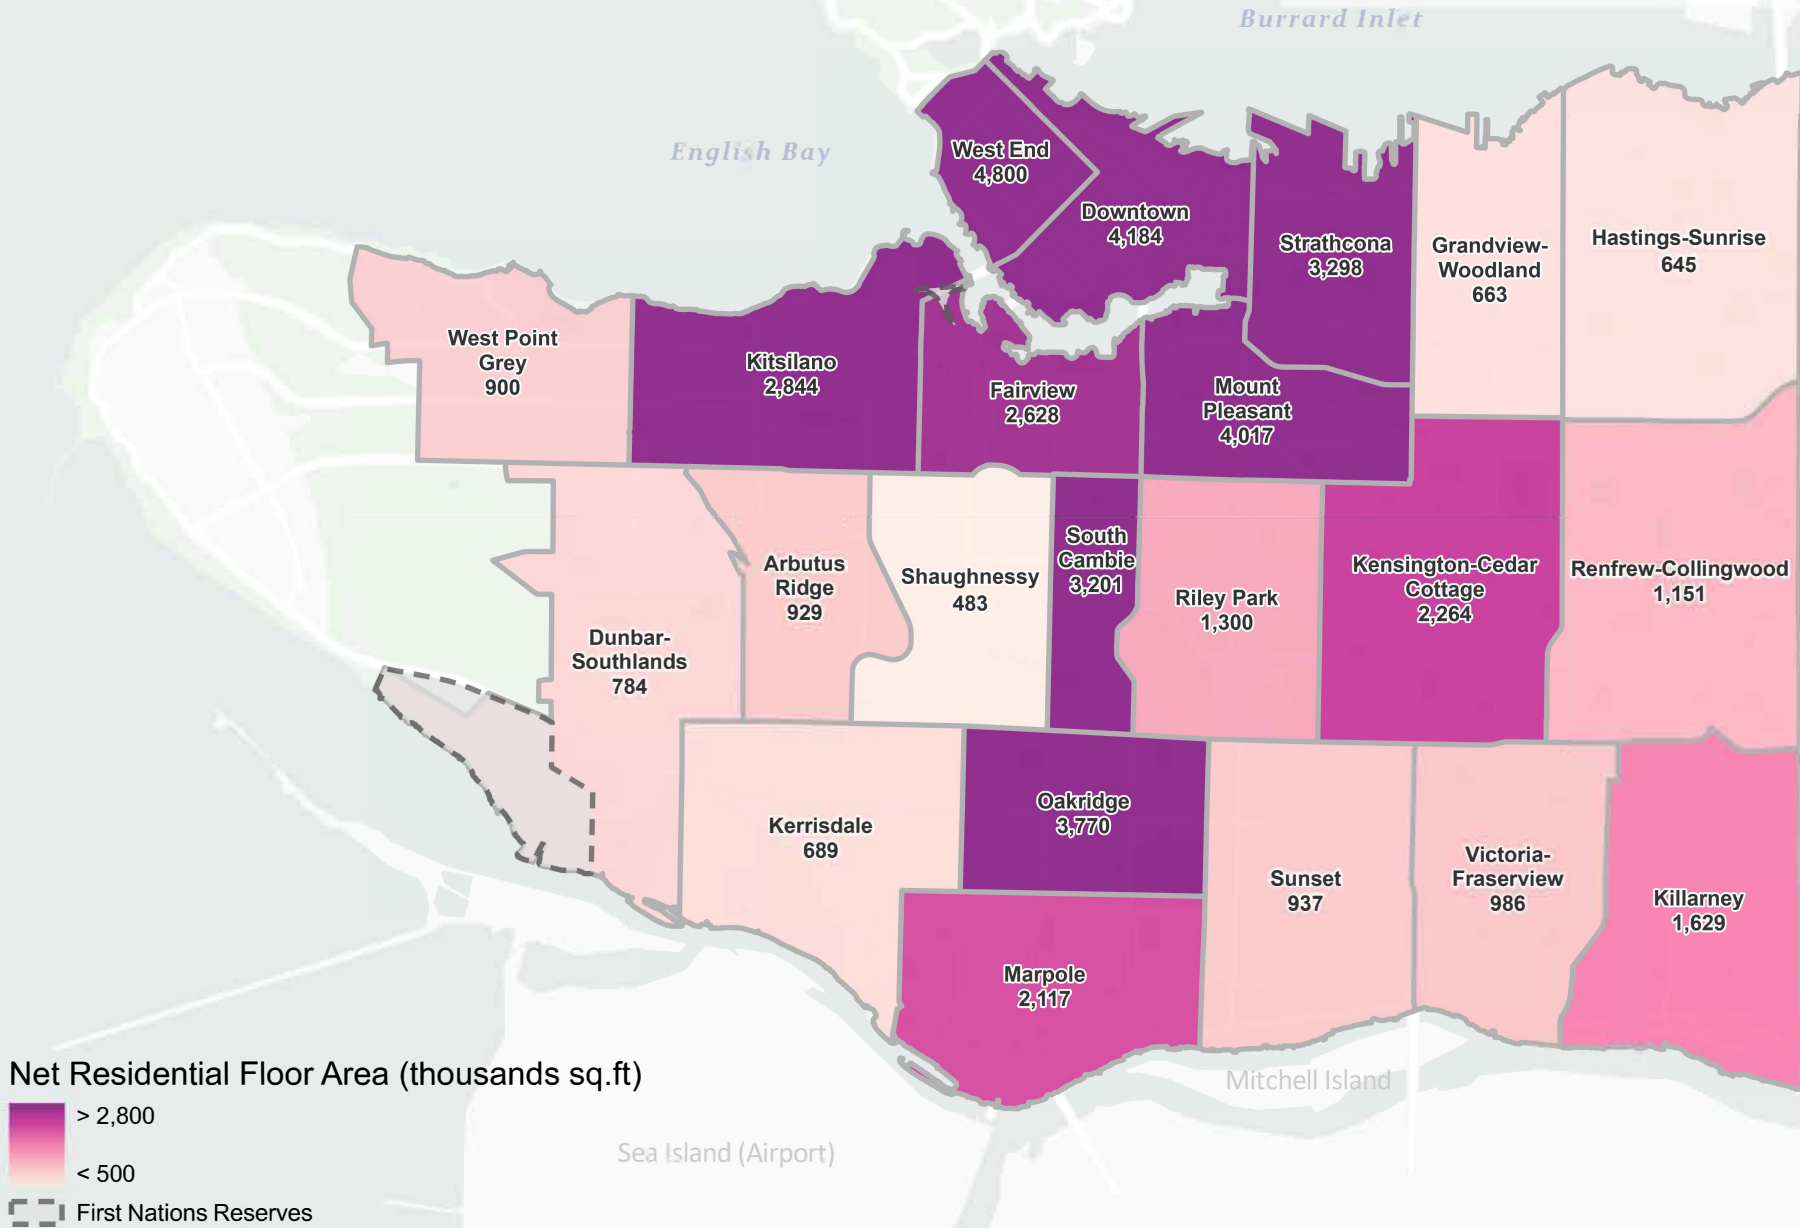 Burrard Inlet
English Bay
West End
4,800
Downtown
4,184
Strathcona
3,298
Grandview-
Woodland
663
Hastings-Sunrise
645
West Point
Grey
900
Kitsilano
2,844
Fairview
2,628
Mount
Pleasant
4,017
Dunbar-
Southlands
784
Arbutus
Ridge
929
Shaughnessy
483
South
Cambie
3,201
Riley Park
1,300
Kensington-Cedar
Cottage
2,264
Renfrew-Collingwood
1,151
Kerrisdale
689
Oakridge
3,770
Marpole
2,117
Sunset
937
Victoria-
Fraserview
986
Killarney
1,629
Mitchell Island
Sea Island (Airport)
Net Residential Floor Area (thousands sq.ft)
> 2,800
< 500
First Nations Reserves